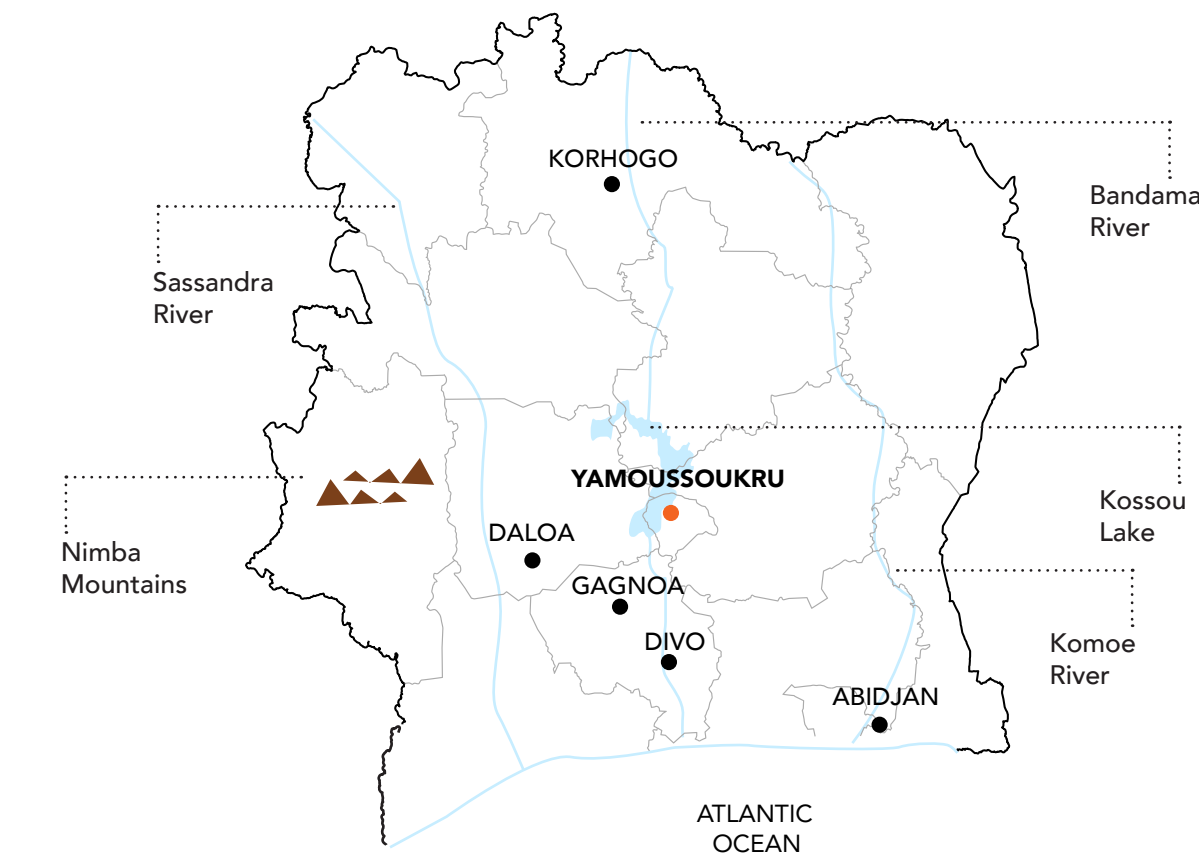 KORHOGO
Bandama
River
Sassandra
River
YAMOUSSOUKRU
Kossou
Lake
DALOA
Nimba
Mountains
GAGNOA
DIVO
Komoe
River
ABIDJAN
ATLANTIC
OCEAN